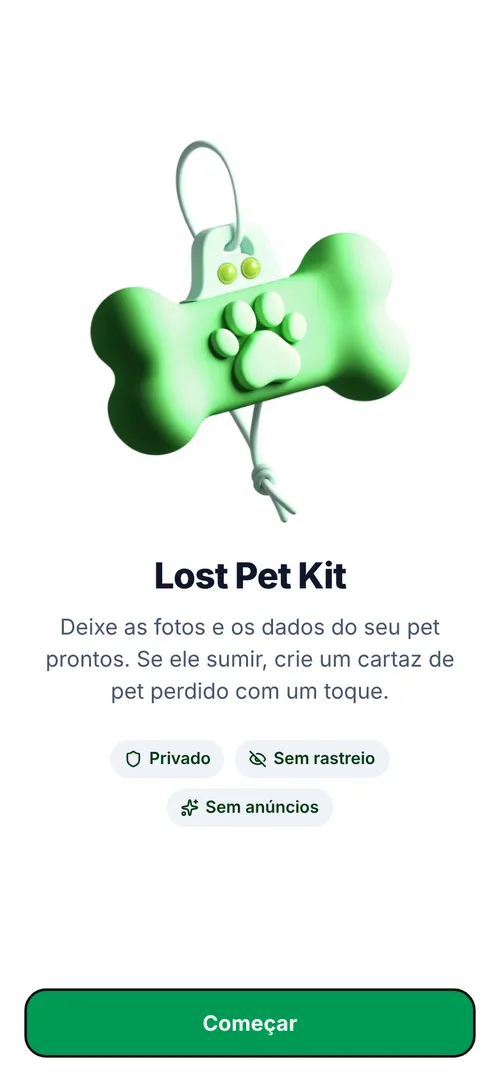 Lost Pet Kit
Deixe as fotos e os dados do seu pet
prontos. Se ele sumir, crie um cartaz de
pet perdido com um toque.
Privado
Sem rastreio
Sem anúncios
Começar